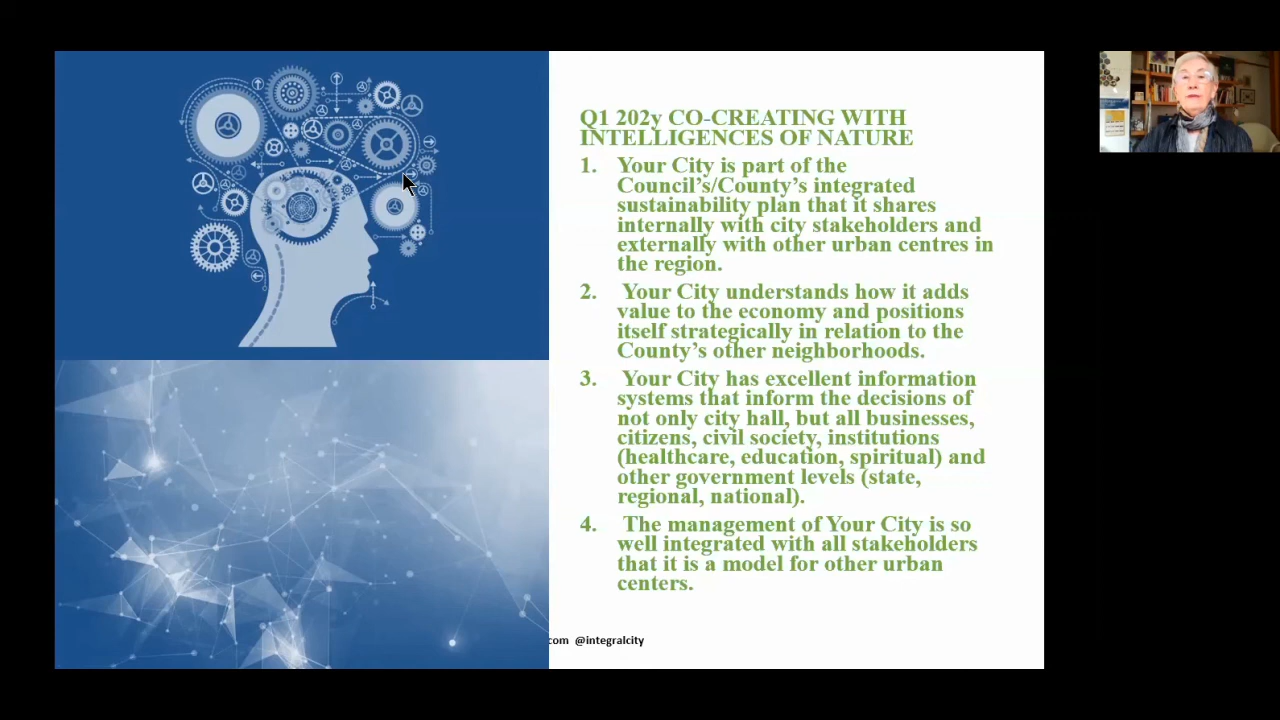 Q1 202y CO-CREATING WITH
INTELLIGENCES OF NATURE
1. Your City is part of the
Council's/County's integrated
sustainability plan that it shares
internally with city stakeholders and
externally with other urban centres in
the region.
2. Your City understands how it adds
value to the economy and positions
itself strategically in relation to the
County's other neighborhoods.
3. Your City has excellent information
systems that inform the decisions of
not only city hall, but all businesses,
citizens, civil society, institutions
(healthcare, education, spiritual) and
other government levels (state,
regional, national).
4. The management of Your City is so
well integrated with all stakeholders
that it is a model for other urban
centers.
com @integralcity